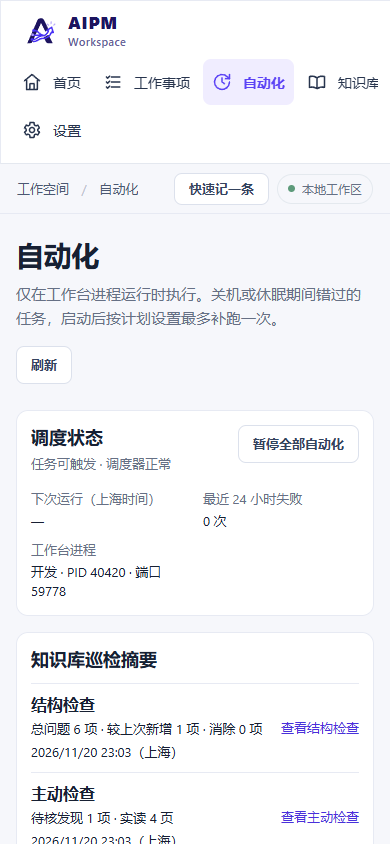 AIPM
Workspace
首页
工作事项
自动化
知识库
设置
工作空间 / 自动化
快速记一条
本地工作区
自动化
仅在工作台进程运行时执行。关机或休眠期间错过的
任务，启动后按计划设置最多补跑一次。
刷新
调度状态
任务可触发 · 调度器正常
暂停全部自动化
下次运行（上海时间）
—
最近 24 小时失败
0 次
工作台进程
开发 · PID 40420 · 端口
59778
知识库巡检摘要
结构检查
总问题 6 项 · 较上次新增 1 项 · 消除 0 项
2026/11/20 23:03（上海）
查看结构检查
主动检查
待核发现 1 项 · 实读 4 页
2026/11/20 23:03（上海）
查看主动检查